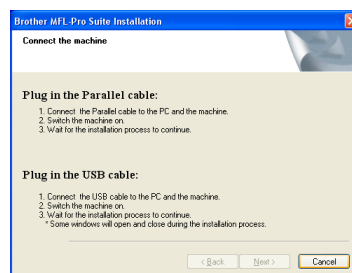 Brother MFL-Pro Suite Installation
Connect the machine
Plug in the Parallel cable:
1. Connect the Parallel cable to the PC and the machine.
2. Switch the machine on.
3. Wait for the installation process to continue.
Plug in the USB cable:
1. Connect the USB cable to the PC and the machine.
2. Switch the machine on.
3. Wait for the installation process to continue.
* Some windows will open and close during the installation process.
< Back
Next >
Cancel